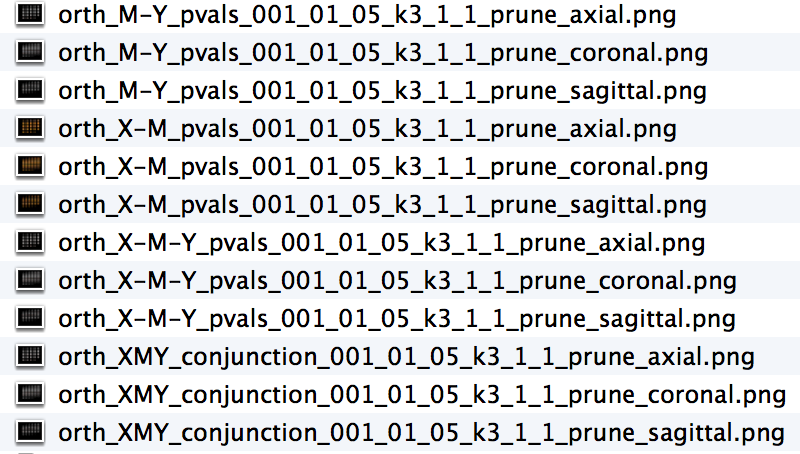 orth_M-Y_pvals_001_01_05_k3_1_1_prune_axial.png
orth_M-Y_pvals_001_01_05_k3_1_1_prune_coronal.png
orth_M-Y_pvals_001_01_05_k3_1_1_prune_sagittal.png
orth_X-M_pvals_001_01_05_k3_1_1_prune_axial.png
orth_X-M_pvals_001_01_05_k3_1_1_prune_coronal.png
orth_X-M_pvals_001_01_05_k3_1_1_prune_sagittal.png
orth_X-M-Y_pvals_001_01_05_k3_1_1_prune_axial.png
orth_X-M-Y_pvals_001_01_05_k3_1_1_prune_coronal.png
orth_X-M-Y_pvals_001_01_05_k3_1_1_prune_sagittal.png
orth_XMY_conjunction_001_01_05_k3_1_1_prune_axial.png
orth_XMY_conjunction_001_01_05_k3_1_1_prune_coronal.png
orth_XMY_conjunction_001_01_05_k3_1_1_prune_sagittal.png